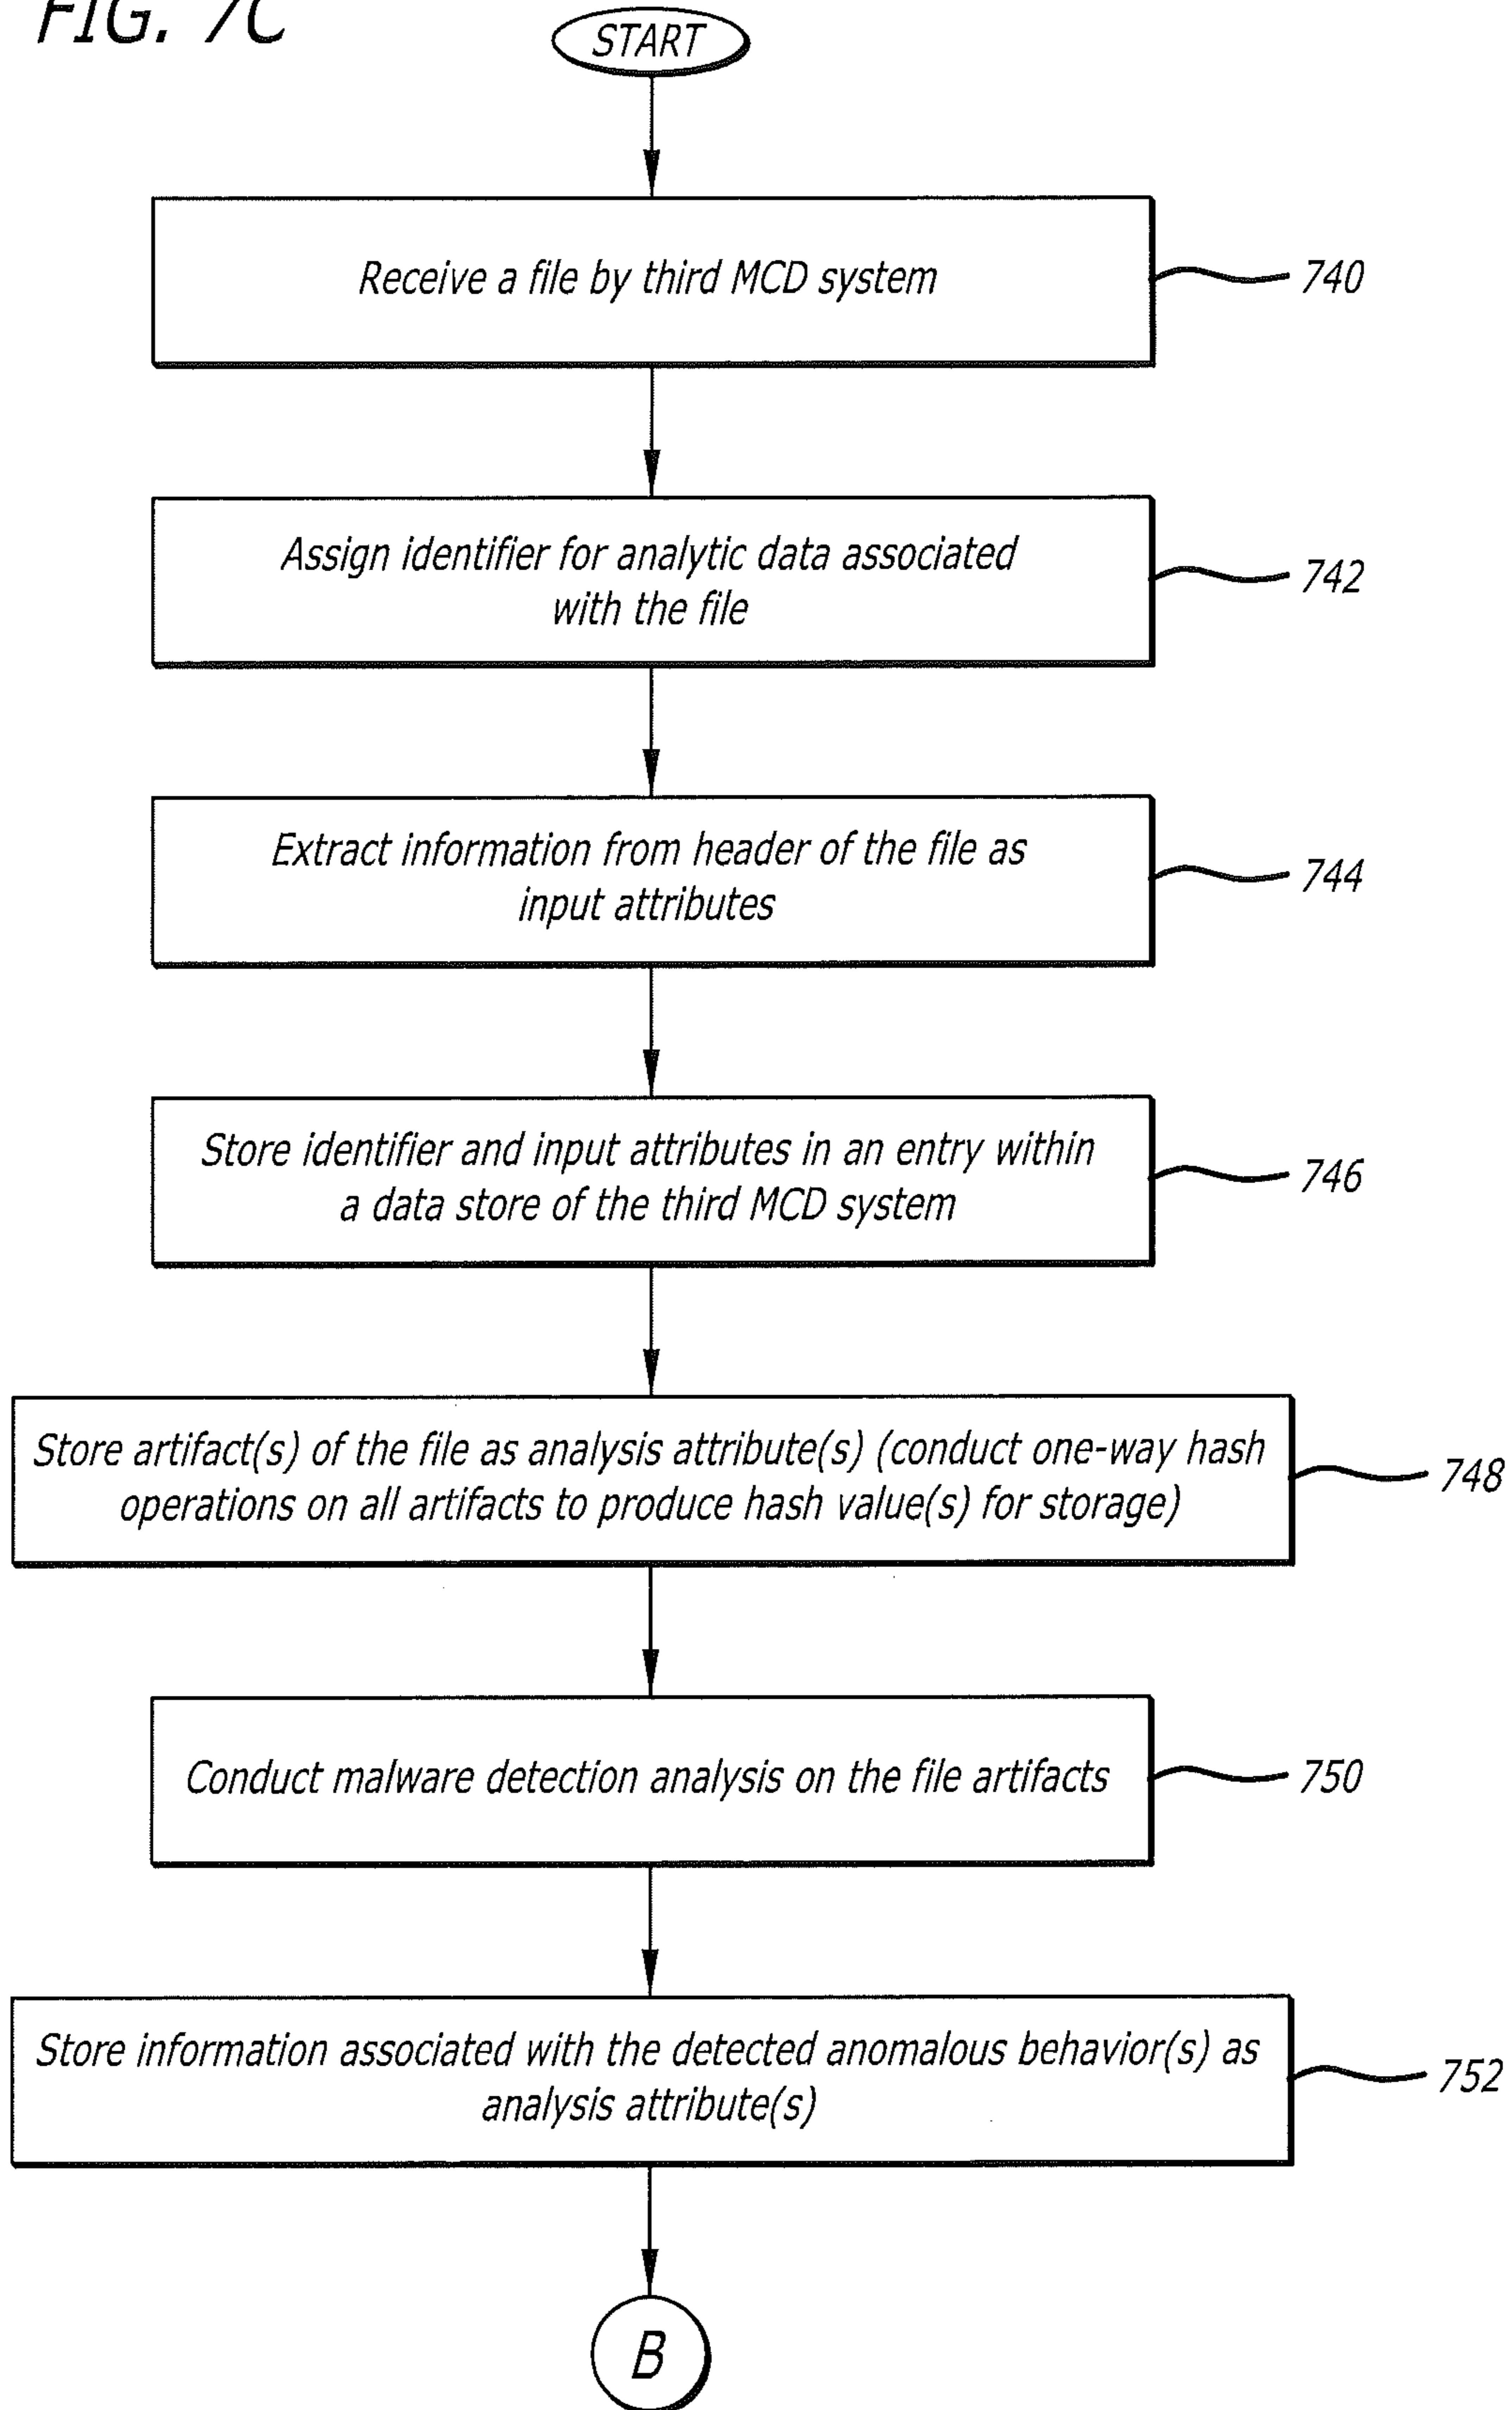 FIG. 7C
START
Receive a file by third MCD system
740
Assign identifier for analytic data associated
with the file
742
Extract information from header of the file as
input attributes
744
Store identifier and input attributes in an entry within
a data store of the third MCD system
746
Store artifact(s) of the file as analysis attribute(s) (conduct one-way hash
operations on all artifacts to produce hash value(s) for storage)
748
Conduct malware detection analysis on the file artifacts
750
Store information associated with the detected anomalous behavior(s) as
analysis attribute(s)
752
B